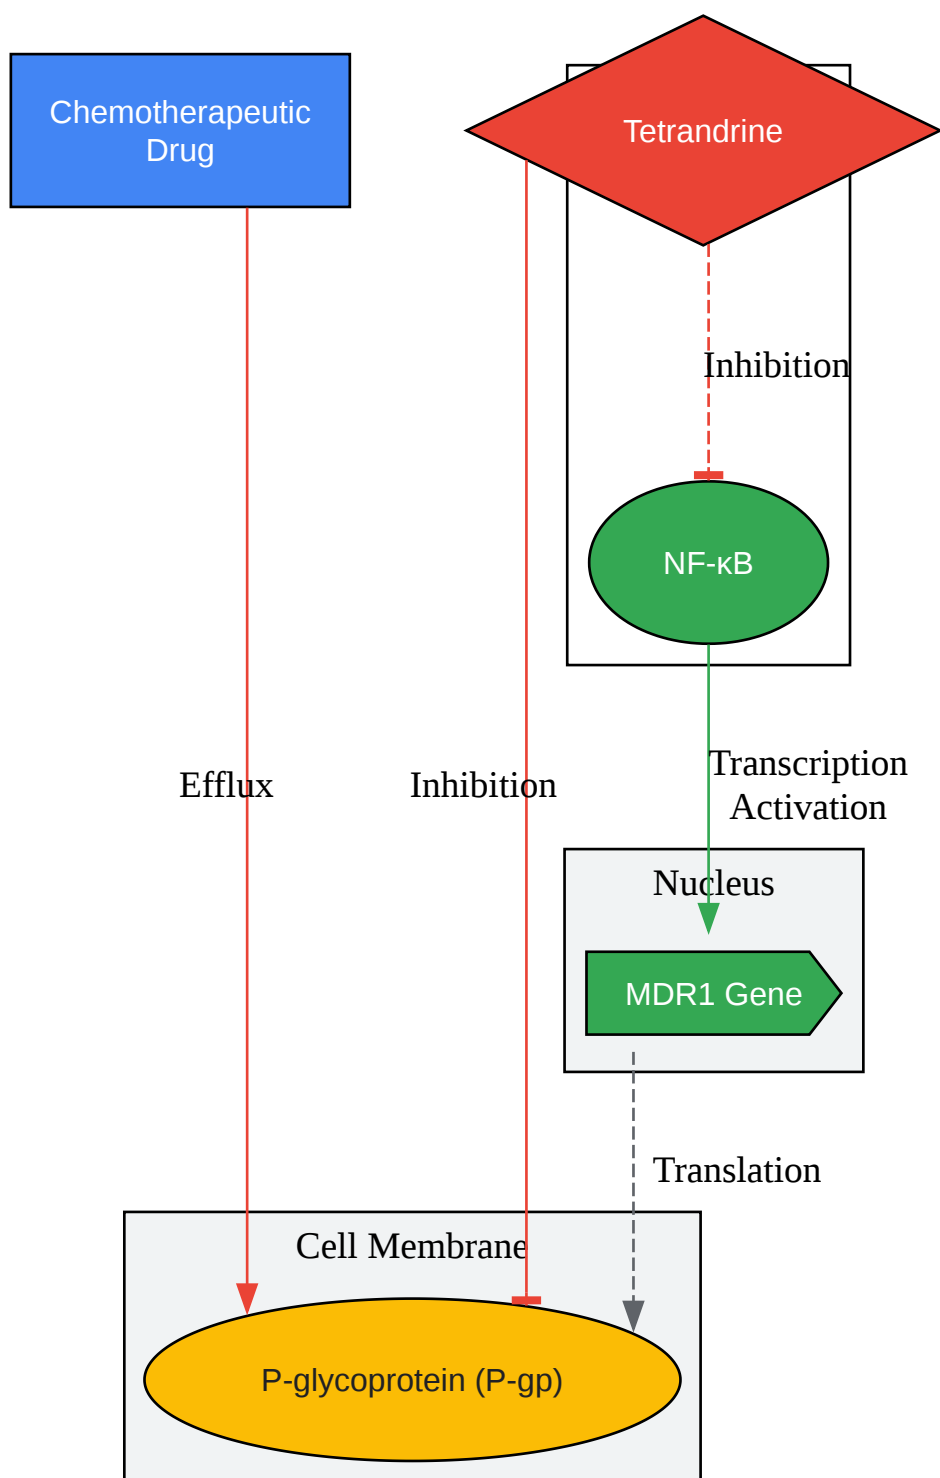 Chemotherapeutic
Drug
Tetrandrine
Inhibition
NF-κB
Efflux
Inhibition
Transcription
Activation
Nucleus
MDR1 Gene
Translation
Cell Membrane
P-glycoprotein (P-gp)